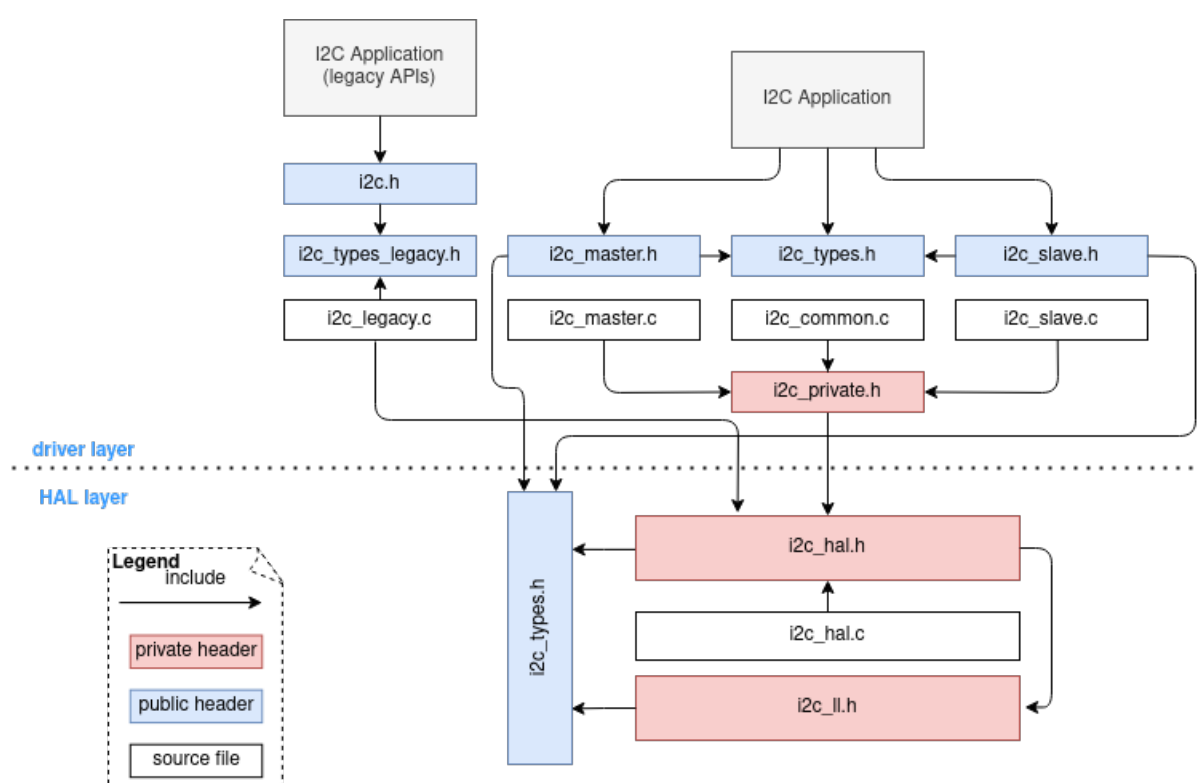 I2C Application
(legacy APIs)
I2C Application
i2c.h
i2c_types_legacy.h
i2c_master.h
i2c_types.h
i2c_slave.h
i2c_legacy.c
i2c_master.c
i2c_common.c
i2c_slave.c
i2c_private.h
driver layer
HAL layer
i2c_types.h
i2c_hal.h
i2c_hal.c
i2c_ll.h
Legend
include
private header
public header
source file